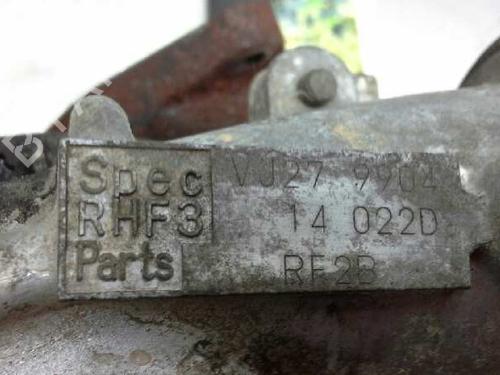 Spec VJ27 9904
RHF3 14 022D
Parts RF2B